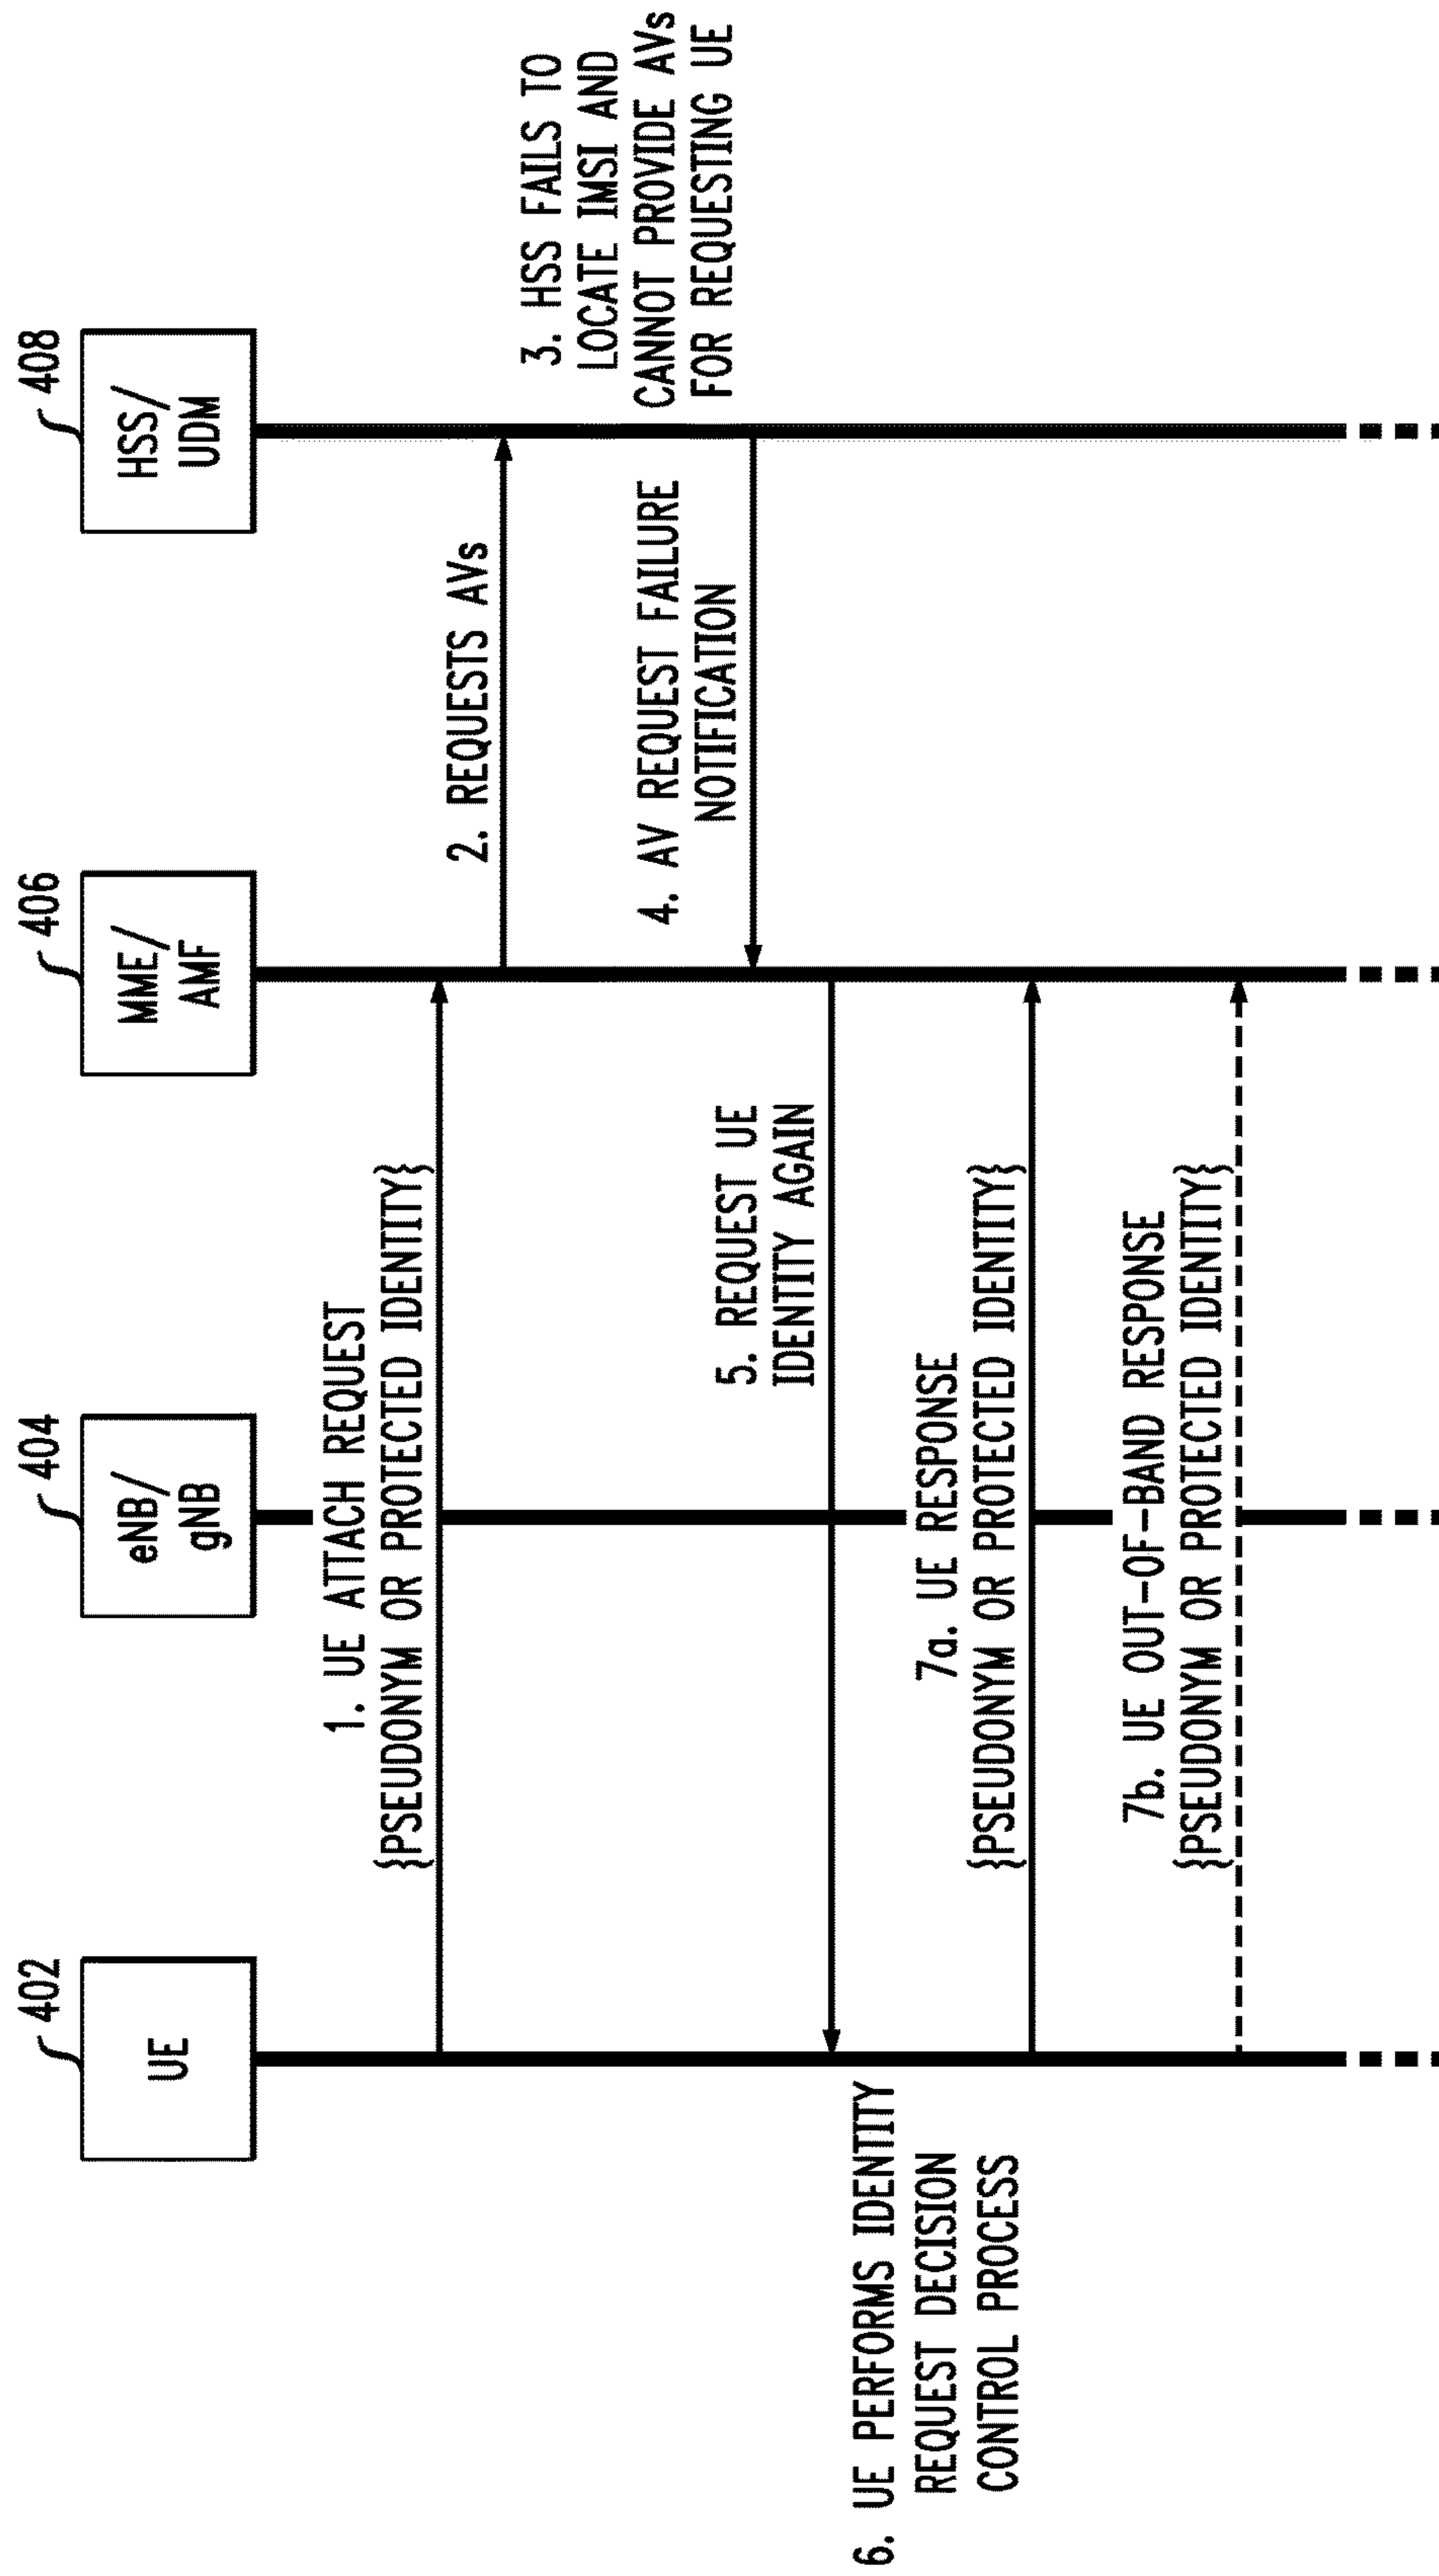 402
UE
404
eNB/
gNB
406
MME/
AMF
408
HSS/
UDM
1. UE ATTACH REQUEST
{PSEUDONYM OR PROTECTED IDENTITY}
2. REQUESTS AVs
3. HSS FAILS TO
LOCATE IMSI AND
CANNOT PROVIDE AVs
FOR REQUESTING UE
4. AV REQUEST FAILURE
NOTIFICATION
5. REQUEST UE
IDENTITY AGAIN
6. UE PERFORMS IDENTITY
REQUEST DECISION
CONTROL PROCESS
7a. UE RESPONSE
{PSEUDONYM OR PROTECTED IDENTITY}
7b. UE OUT-OF-BAND RESPONSE
{PSEUDONYM OR PROTECTED IDENTITY}